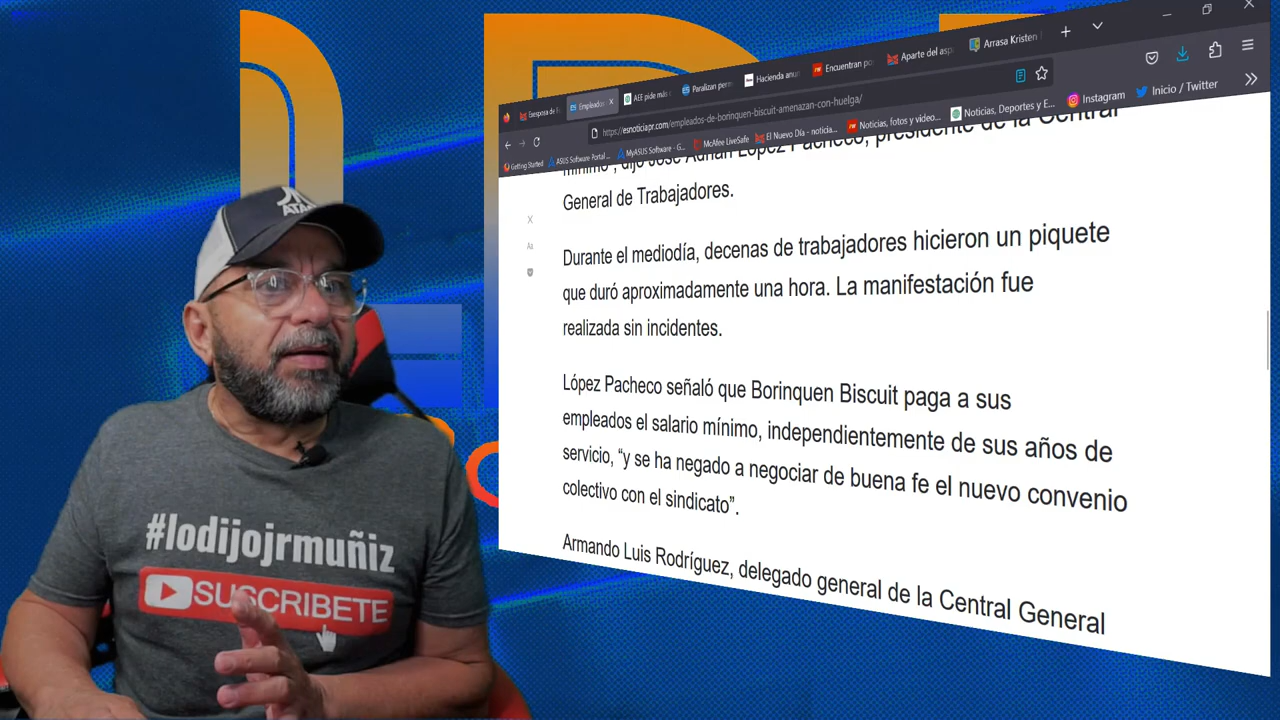 ATARI
#lodijojrmuñiz
SUSCRIBETE
Exesposa de
Empleados
AEE pide más
Paralizan per
Hacienda anu
Encuentran po
Aparte del asp
Arrasa Kristen
https://esnoticiapr.com/empleados-de-borinquen-biscuit-amenazan-con-huelga/
Getting Started
ASUS Software Portal ...
MyASUS Software - G...
McAfee LiveSafe
El Nuevo Día - noticia...
Noticias, fotos y video...
Noticias, Deportes y E...
Instagram
Inicio / Twitter
mínimo", dijo José Adrián López Pacheco, presidente de la Central
General de Trabajadores.
Durante el mediodía, decenas de trabajadores hicieron un piquete
que duró aproximadamente una hora. La manifestación fue
realizada sin incidentes.
López Pacheco señaló que Borinquen Biscuit paga a sus
empleados el salario mínimo, independientemente de sus años de
servicio, “y se ha negado a negociar de buena fe el nuevo convenio
colectivo con el sindicato”.
Armando Luis Rodríguez, delegado general de la Central General
Aa